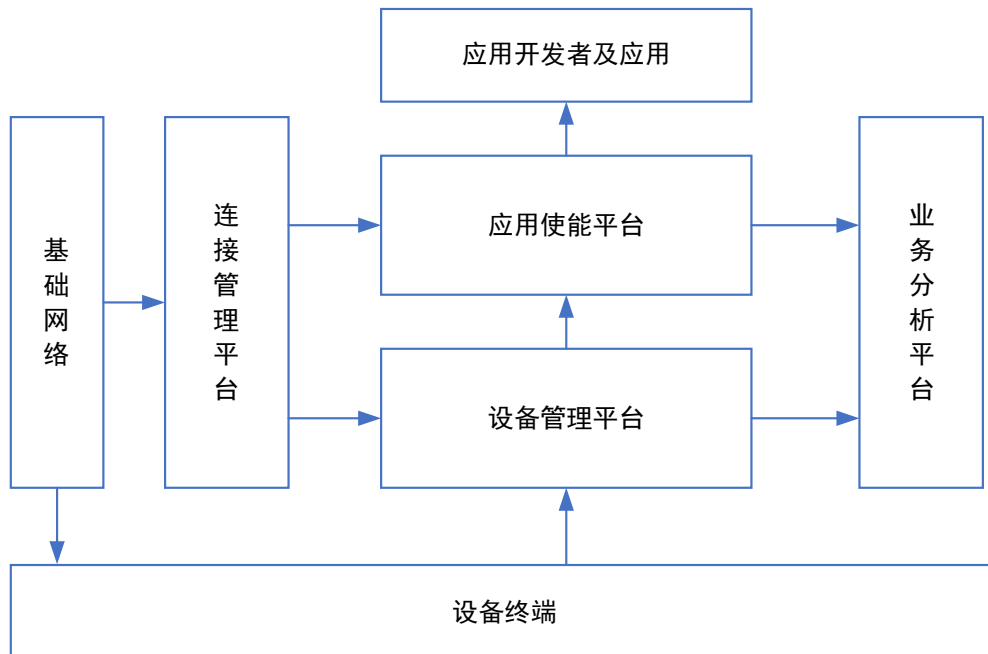 应用开发者及应用
基础网络
连接管理平台
应用使能平台
业务分析平台
设备管理平台
设备终端